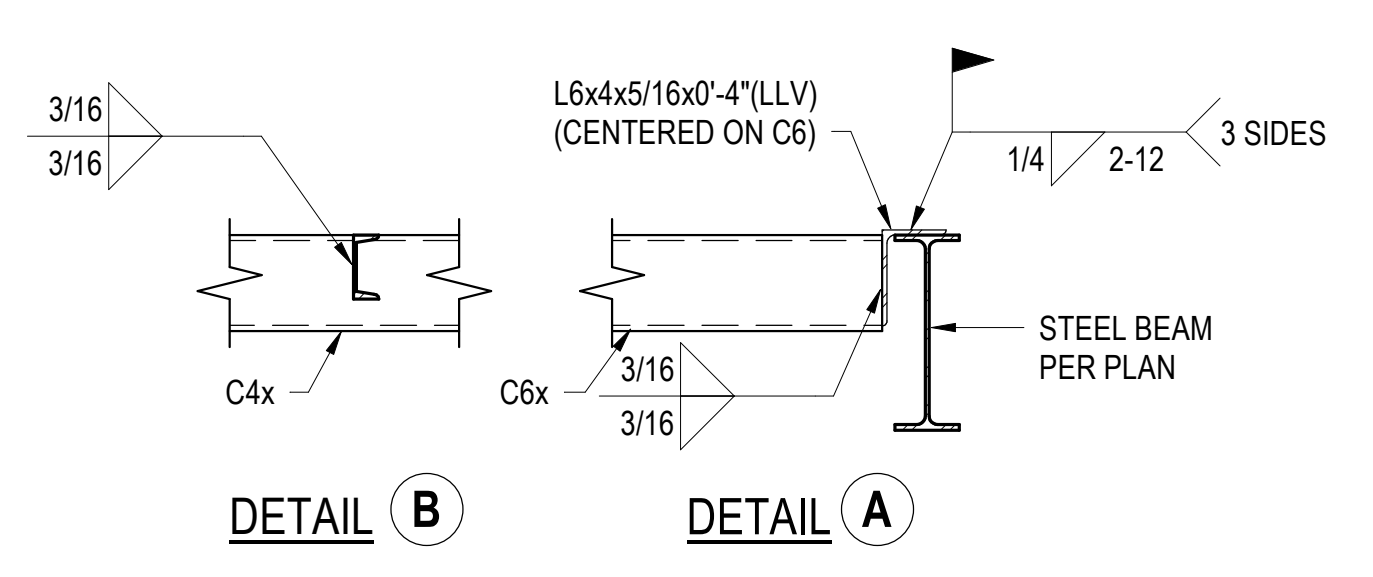 3/16
3/16
C4x
DETAIL B
L6x4x5/16x0'-4"(LLV)
(CENTERED ON C6)
1/4
2-12
3 SIDES
STEEL BEAM
PER PLAN
C6x
3/16
3/16
DETAIL A